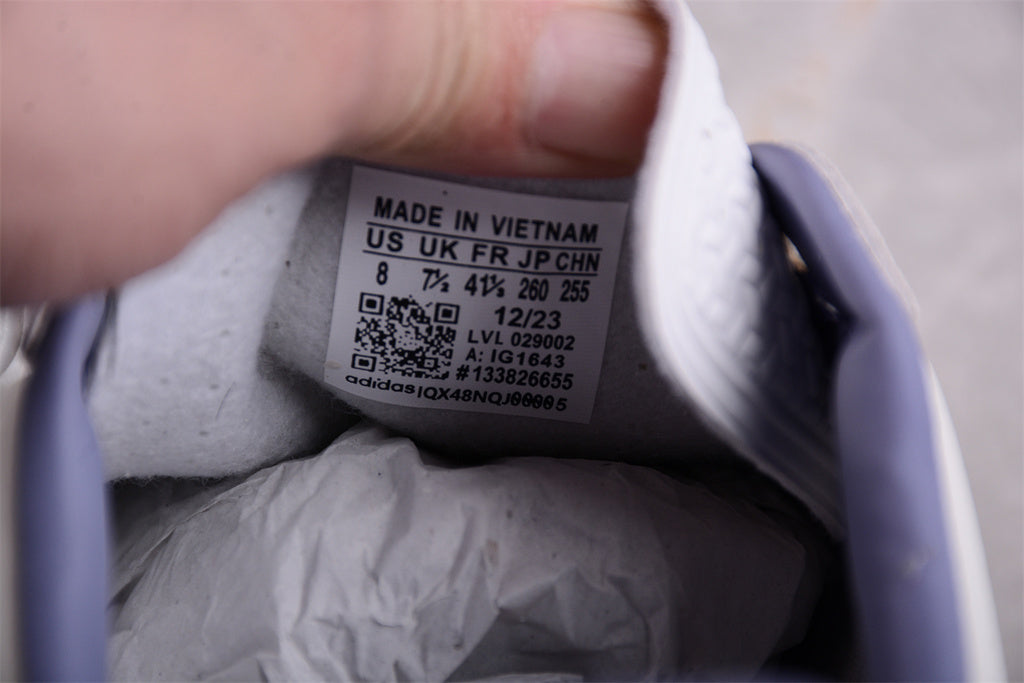 MADE IN VIETNAM
US UK FR JP CHN
8 7½ 41⅓ 260 255
12/23
LVL 029002
A: IG1643
#133826655
adidas